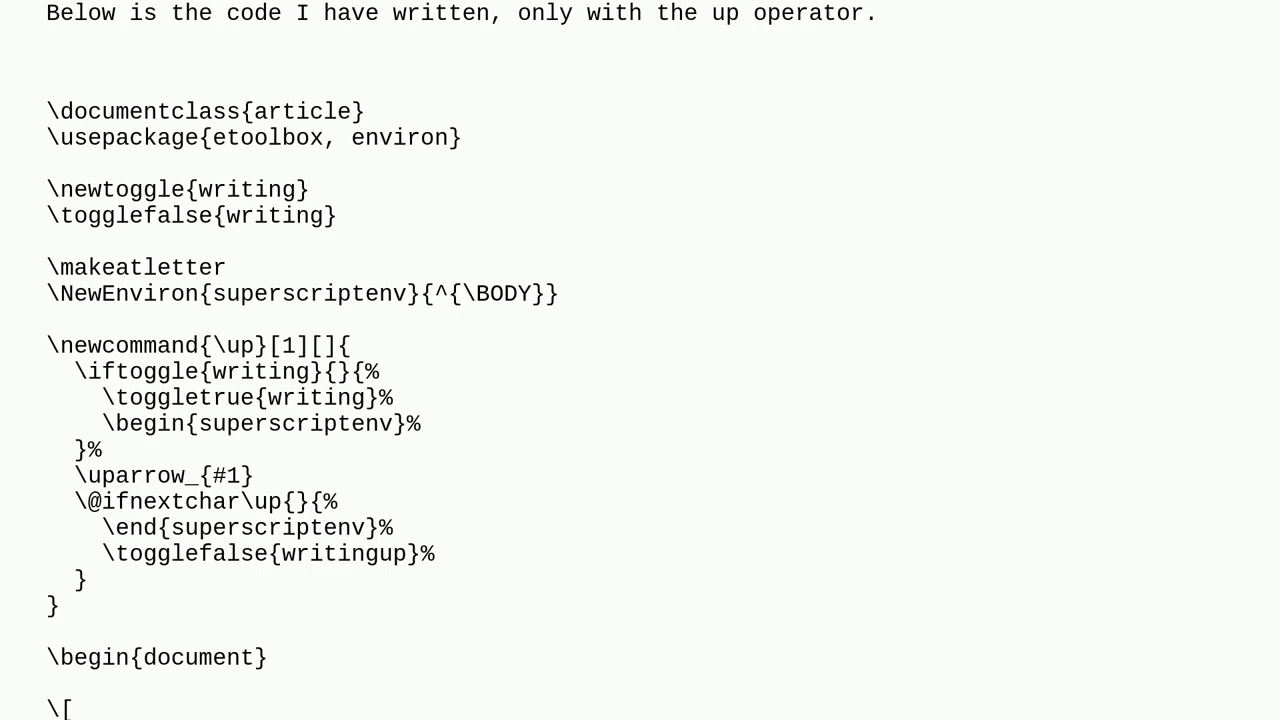 Below is the code I have written, only with the up operator.
\documentclass{article}
\usepackage{etoolbox, environ}
\newtoggle{writing}
\togglefalse{writing}
\makeatletter
\NewEnviron{superscriptenv}{^{\BODY}}
\newcommand{\up}[1][]{
  \iftoggle{writing}{}{%
    \toggletrue{writing}%
    \begin{superscriptenv}%
  }%
  \uparrow_{#1}
  \@ifnextchar\up{}{%
    \end{superscriptenv}%
    \togglefalse{writingup}%
  }
}
\begin{document}
\[